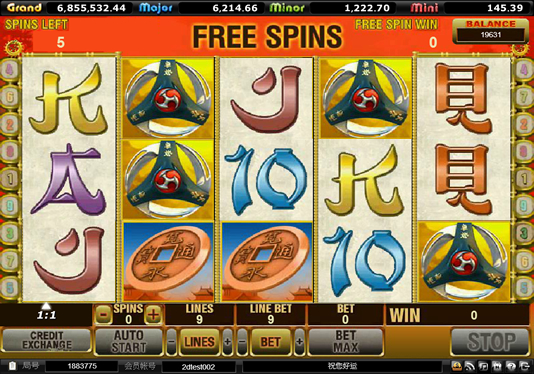 Grand 6,855,532.44 Major 6,214.66 Minor 1,222.70 Mini 145.39
SPINS LEFT
5
FREE SPINS
FREE SPIN WIN
0
BALANCE
19631
K
J
見
A
10
K
見
J
10
1:1
SPINS
0
LINES
9
LINE BET
9
BET
0
WIN 0
CREDIT EXCHANGE
AUTO START
- LINES +
- BET +
BET MAX
STOP
局号 1883775 会员帐号 2dtest002 祝您好运